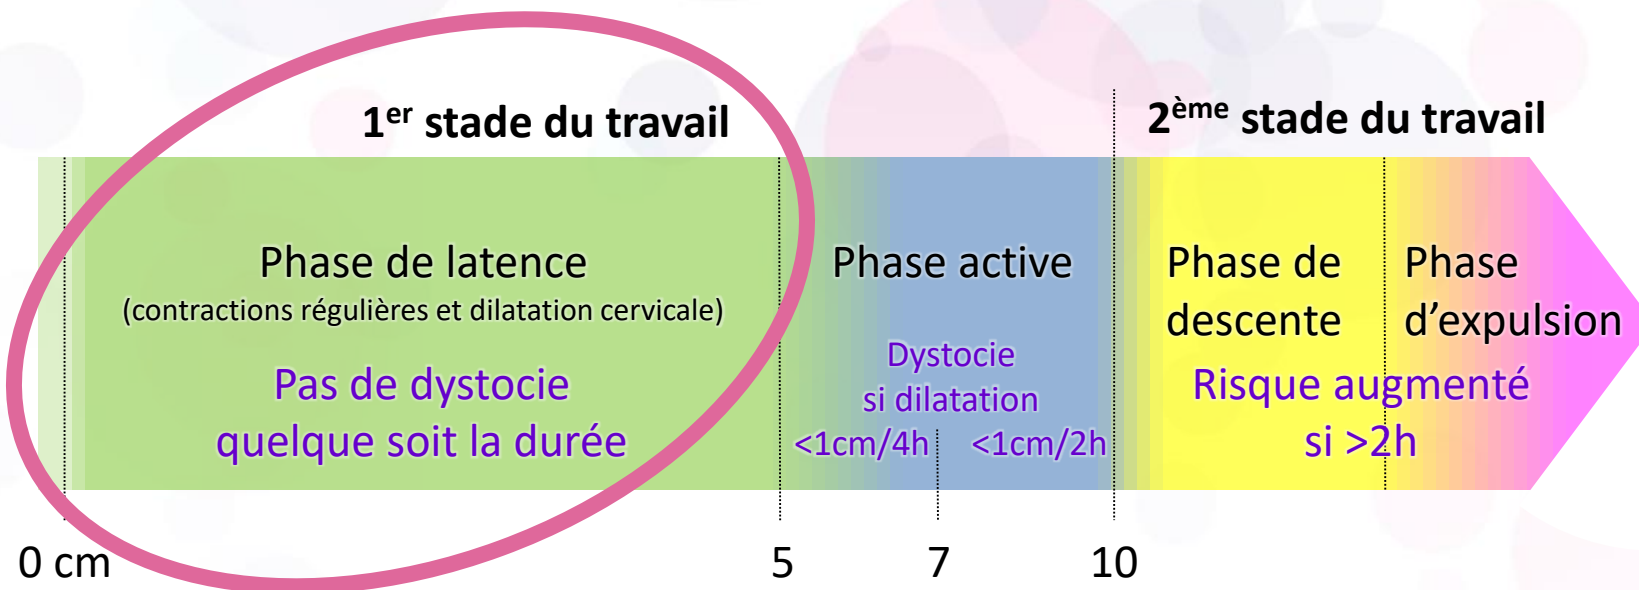 1er stade du travail
2ème stade du travail
Phase de latence
(contractions régulières et dilatation cervicale)
Pas de dystocie
quelque soit la durée
Phase active
Dystocie
si dilatation
<1cm/4h
<1cm/2h
Phase de
descente
Phase
d’expulsion
Risque augmenté
si >2h
0 cm
5
7
10